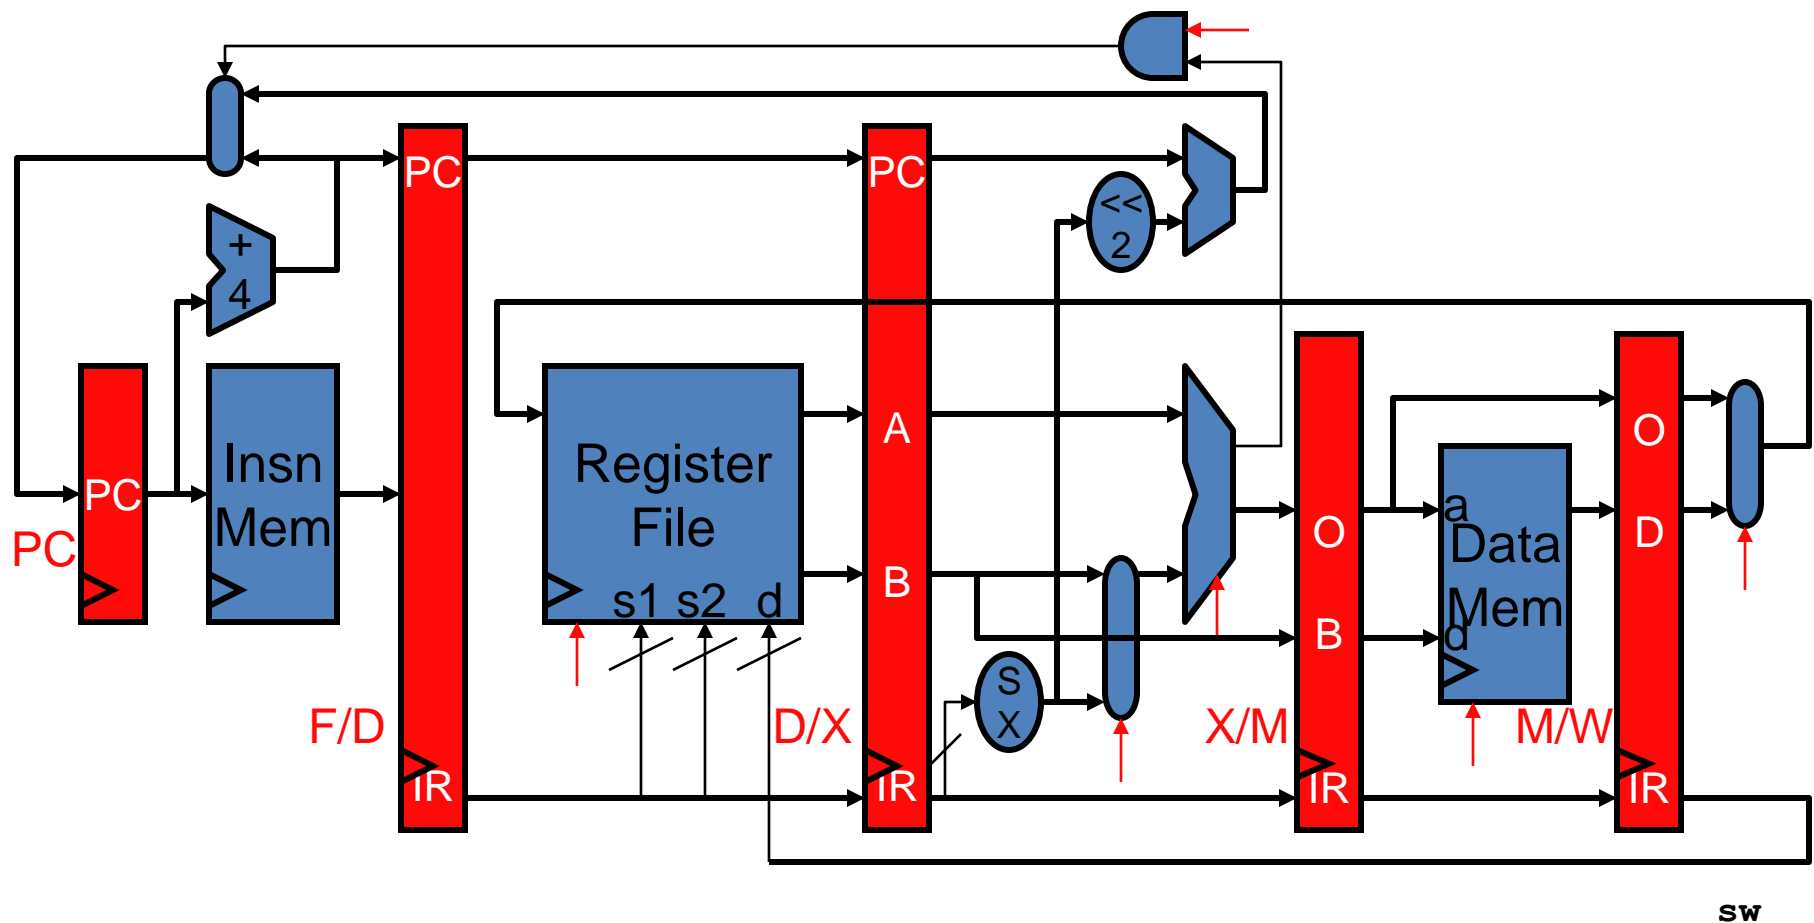 PC
PC
<<
2
+
4
Insn
Mem
Register
File
A
O
PC
a
Data
O
D
PC
B
s1 s2 d
B
d
Mem
S
X
F/D
D/X
X/M
M/W
IR
IR
IR
IR
sw